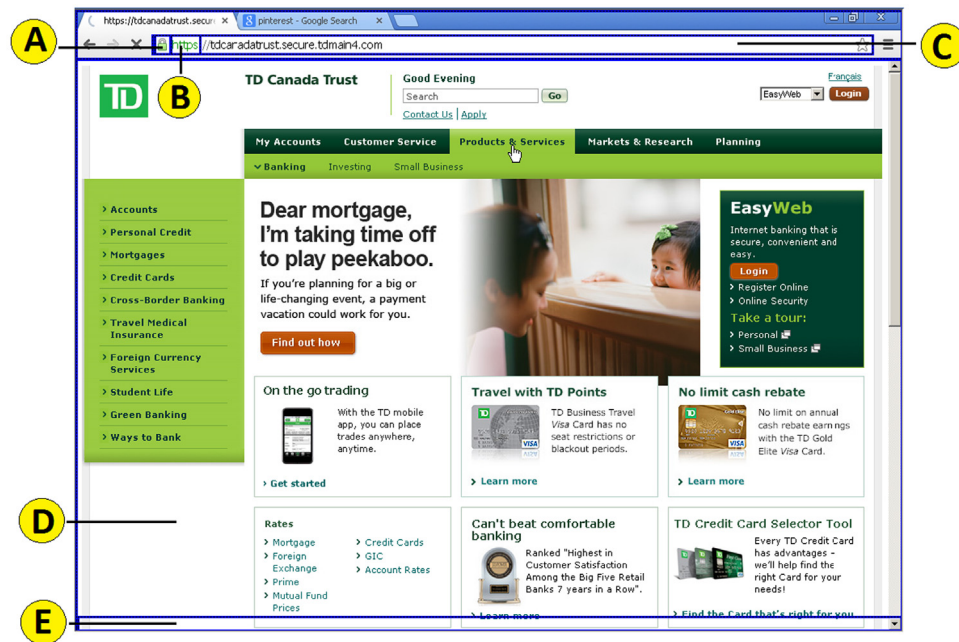 https://tdcanadatrust.secure
pinterest - Google Search
A
B
C
https://tdcaradatrust.secure.tdmain4.com
TD
TD Canada Trust
Good Evening
Search
Go
Contact Us | Apply
Français
EasyWeb
Login
My Accounts
Customer Service
Products & Services
Markets & Research
Planning
Banking
Investing
Small Business
Accounts
Personal Credit
Mortgages
Credit Cards
Cross-Border Banking
Travel Medical
Insurance
Foreign Currency
Services
Student Life
Green Banking
Ways to Bank
Dear mortgage,
I'm taking time off
to play peekaboo.
If you're planning for a big or
life-changing event, a payment
vacation could work for you.
Find out how
EasyWeb
Internet banking that is
secure, convenient and
easy.
Login
Register Online
Online Security
Take a tour:
Personal
Small Business
On the go trading
With the TD mobile
app, you can place
trades anywhere,
anytime.
Get started
Travel with TD Points
TD Business Travel
Visa Card has no
seat restrictions or
blackout periods.
VISA
Learn more
No limit cash rebate
No limit on annual
cash rebate earnings
with the TD Gold
Elite Visa Card.
VISA
Learn more
D
Rates
Mortgage
Foreign
Exchange
Prime
Mutual Fund
Prices
Credit Cards
GIC
Account Rates
Can't beat comfortable
banking
Ranked "Highest in
Customer Satisfaction
Among the Big Five Retail
Banks 7 years in a Row".
Learn more
TD Credit Card Selector Tool
Every TD Credit Card
has advantages -
we'll help find the
right Card for your
needs!
Find the Card that's right for you
E